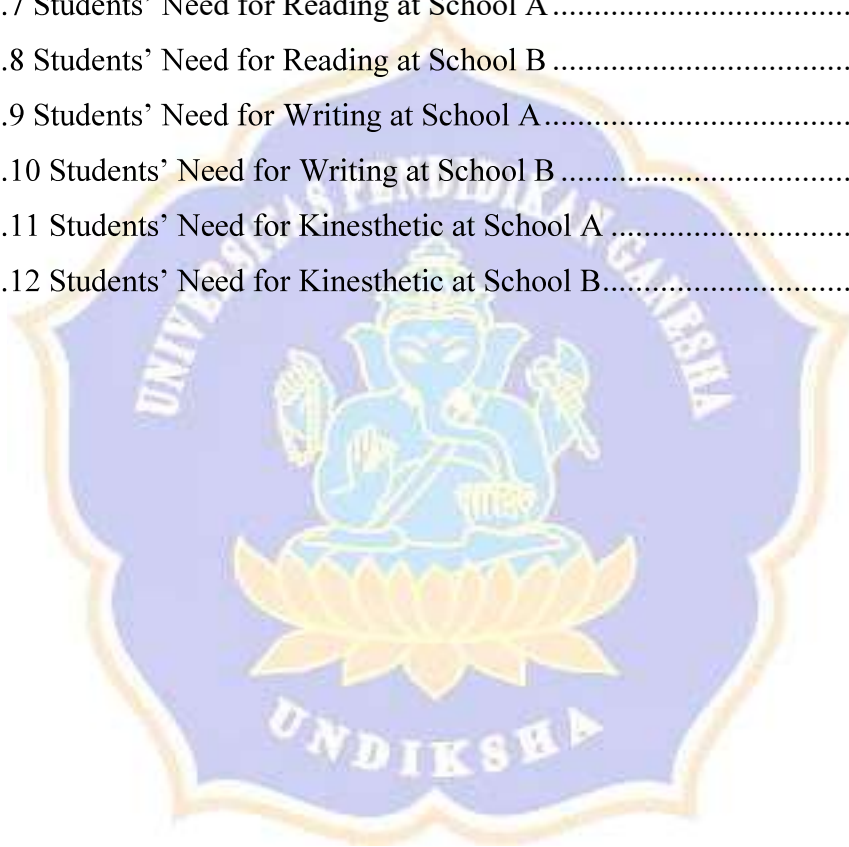 .7 Students’ Need for Reading at School A....................................
.8 Students’ Need for Reading at School B ....................................
.9 Students’ Need for Writing at School A.....................................
.10 Students’ Need for Writing at School B ...................................
.11 Students’ Need for Kinesthetic at School A .............................
.12 Students’ Need for Kinesthetic at School B..............................
UNIVERSITAS PENDIDIKAN GANESHA
UNDIKSHA